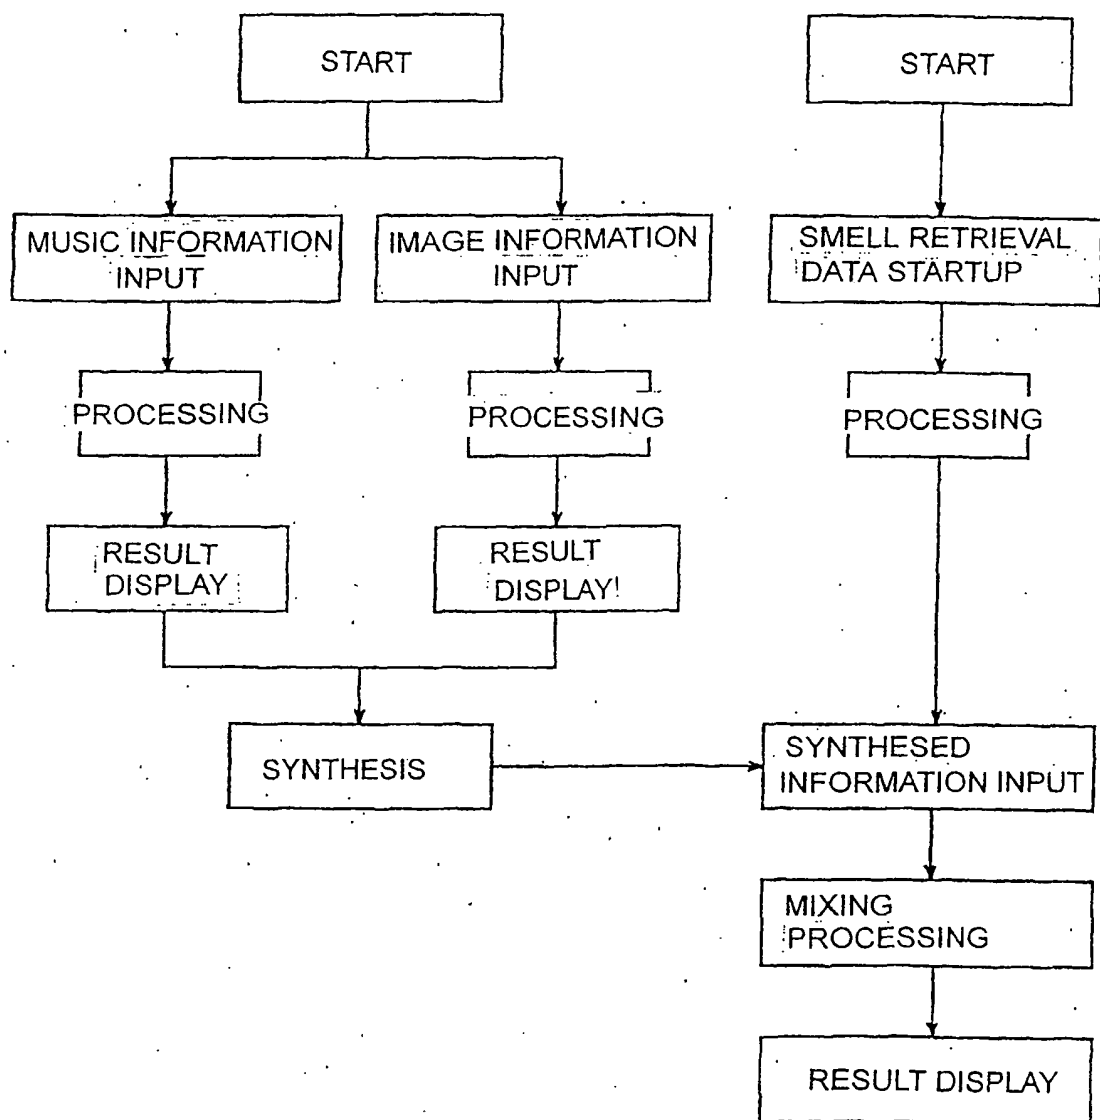 START
START
MUSIC INFORMATION
INPUT
IMAGE INFORMATION
INPUT
SMELL RETRIEVAL
DATA STARTUP
PROCESSING
PROCESSING
PROCESSING
RESULT
DISPLAY
RESULT
DISPLAY!
SYNTHESIS
SYNTHESED
INFORMATION INPUT
MIXING
PROCESSING
RESULT DISPLAY